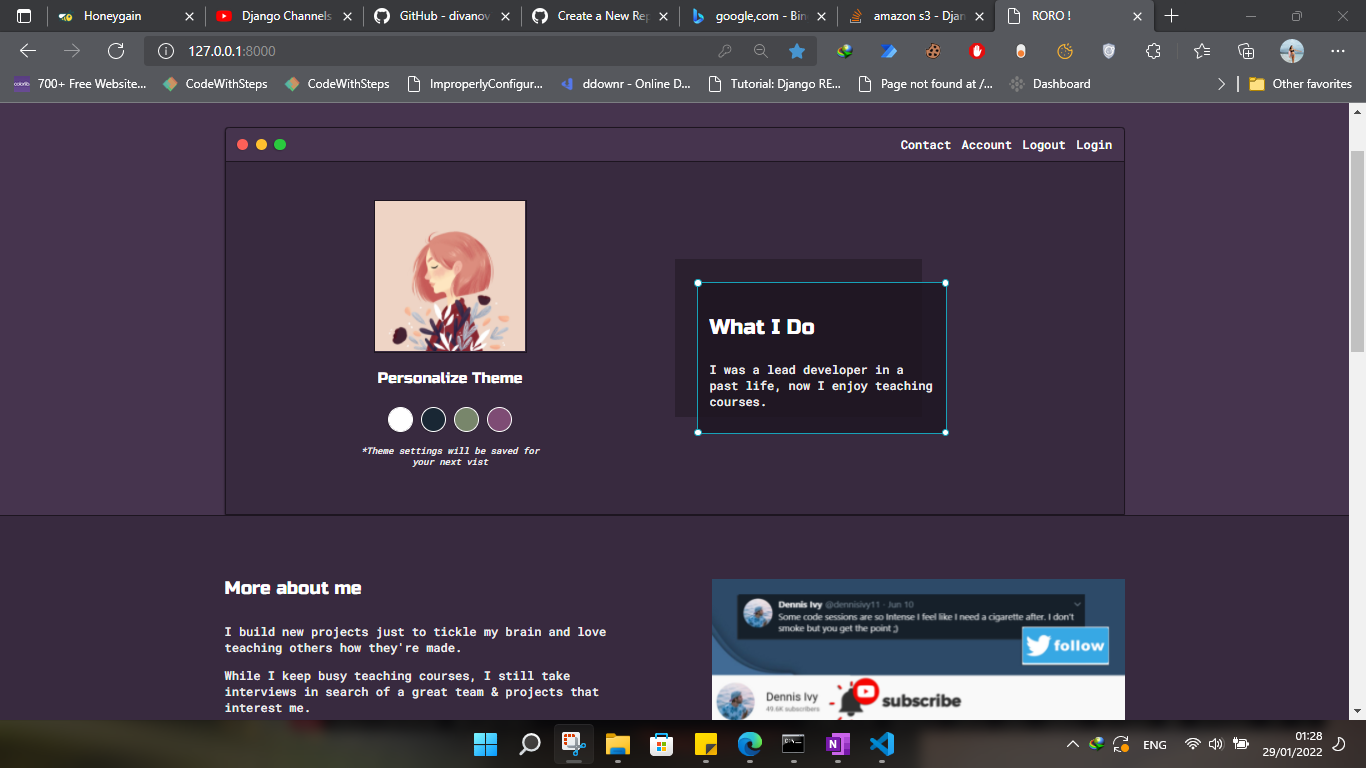 Honeygain
Django Channels
GitHub - divanov
Create a New Rep
google,com - Bin
amazon s3 - Djan
RORO !
127.0.0.1:8000
700+ Free Website...
CodeWithSteps
CodeWithSteps
ImproperlyConfigur...
ddownr - Online D...
Tutorial: Django RE...
Page not found at /...
Dashboard
Other favorites
Contact Account Logout Login
What I Do
I was a lead developer in a
past life, now I enjoy teaching
courses.
Personalize Theme
*Theme settings will be saved for
your next vist
More about me
I build new projects just to tickle my brain and love
teaching others how they're made.
While I keep busy teaching courses, I still take
interviews in search of a great team & projects that
interest me.
Dennis Ivy @dennisivy11 · Jun 10
Some code sessions are so Intense I feel like I need a cigarette after. I don't
smoke but you get the point ;)
follow
Dennis Ivy
49.6K subscribers
subscribe
ENG
01:28
29/01/2022